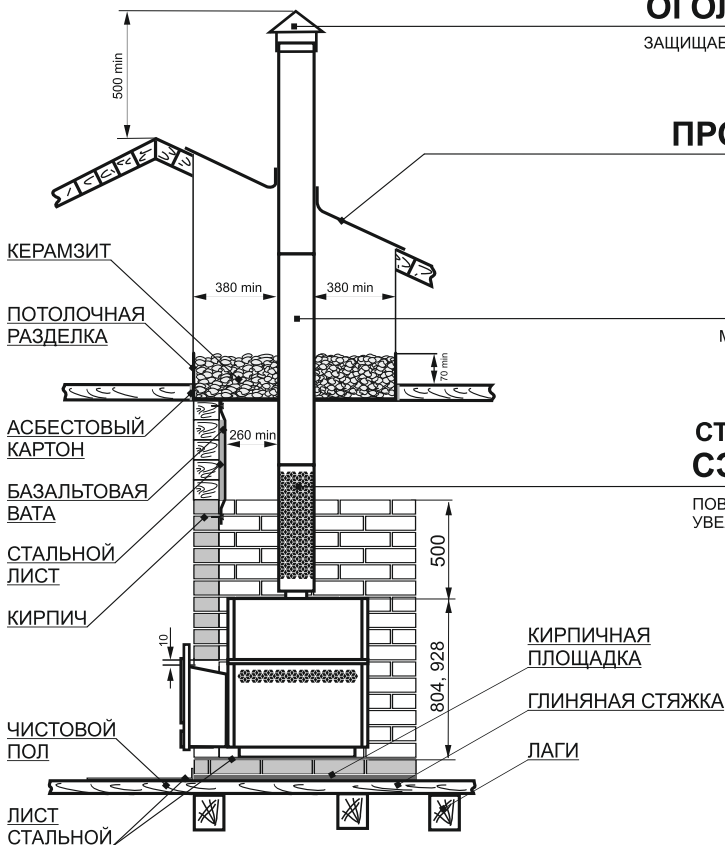 ОГОЛ
ЗАЩИЩАЕ
500 min
ПРО
КЕРАМЗИТ
380 min
380 min
ПОТОЛОЧНАЯ
РАЗДЕЛКА
М
70 min
АСБЕСТОВЫЙ
КАРТОН
260 min
СТ
СЭ
БАЗАЛЬТОВАЯ
ВАТА
ПОВ
УВЕ
СТАЛЬНОЙ
ЛИСТ
500
КИРПИЧ
10
804, 928
КИРПИЧНАЯ
ПЛОЩАДКА
ГЛИНЯНАЯ СТЯЖКА
ЧИСТОВОЙ
ПОЛ
ЛАГИ
ЛИСТ
СТАЛЬНОЙ